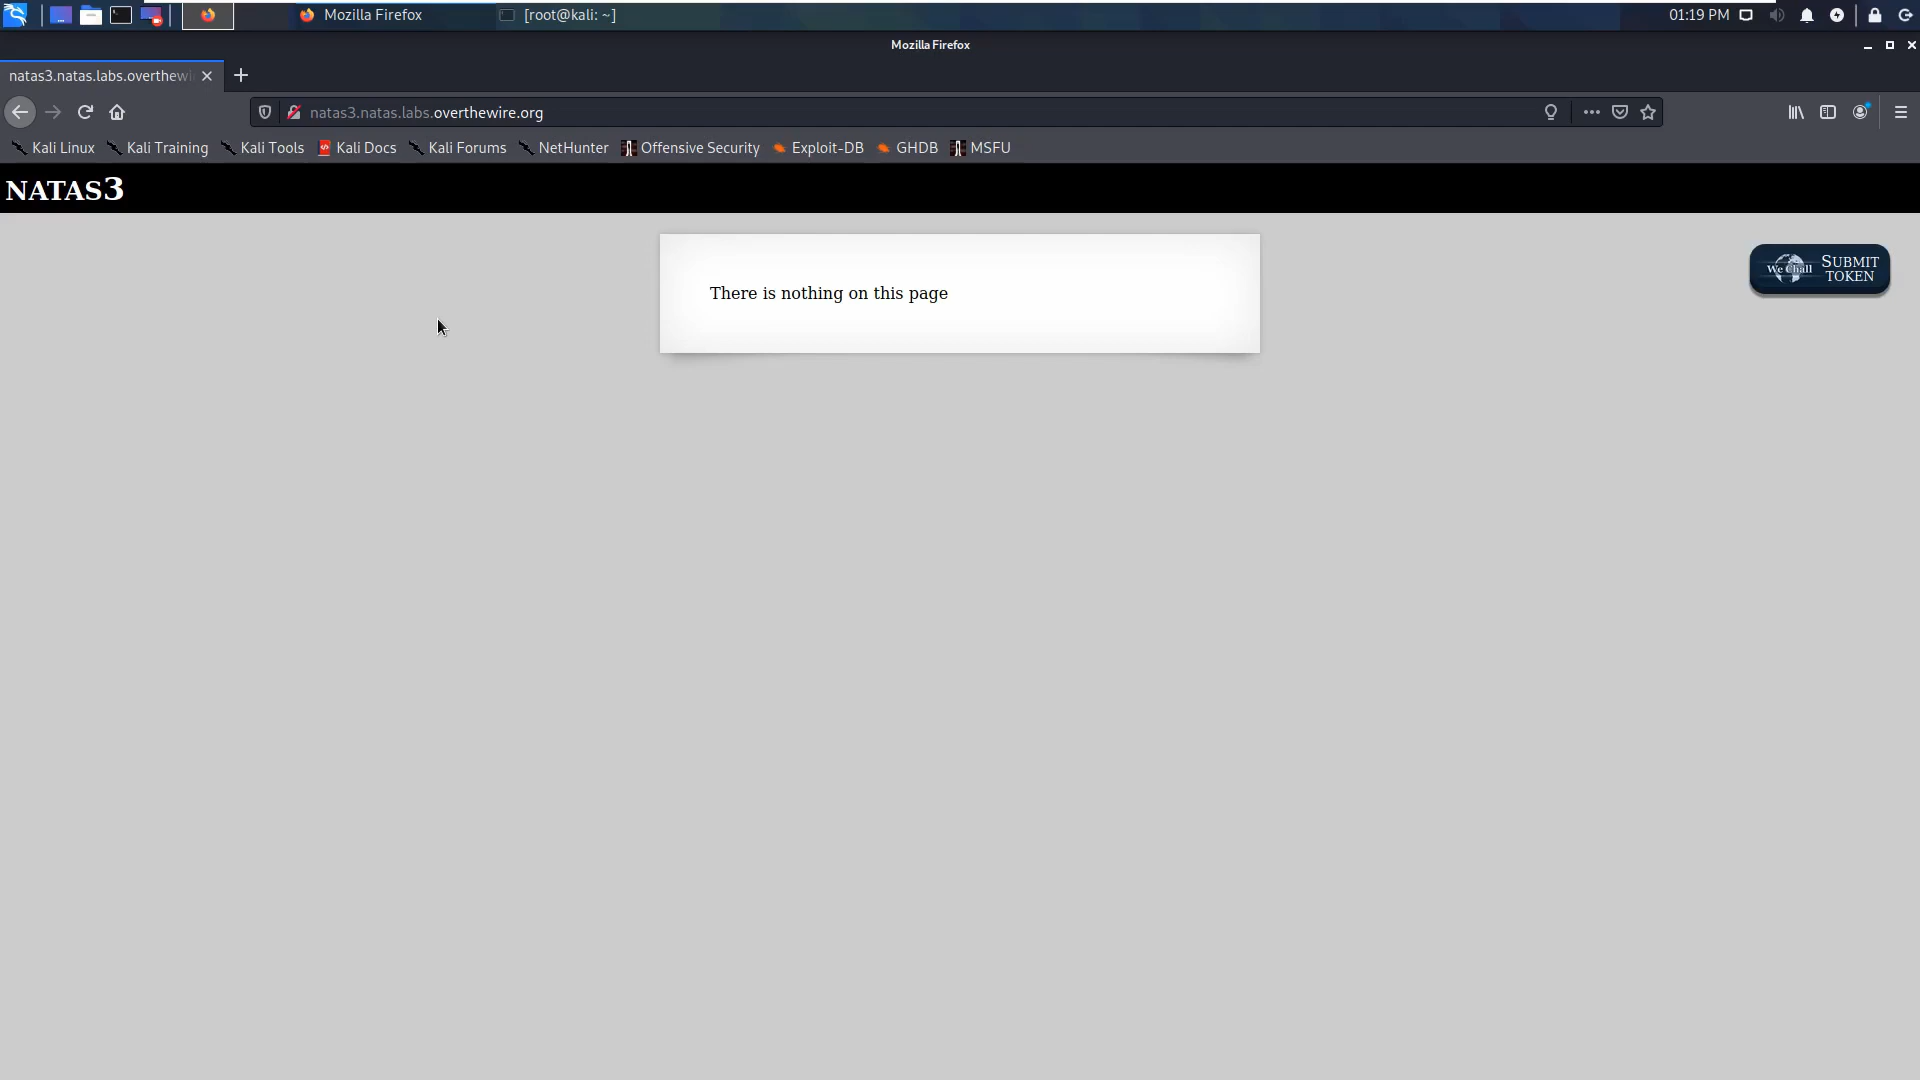 Mozilla Firefox
[root@kali: ~]
01:19 PM
Mozilla Firefox
natas3.natas.labs.overthewi
natas3.natas.labs.overthewire.org
Kali Linux
Kali Training
Kali Tools
Kali Docs
Kali Forums
NetHunter
Offensive Security
Exploit-DB
GHDB
MSFU
NATAS3
There is nothing on this page
We Chall
SUBMIT
TOKEN